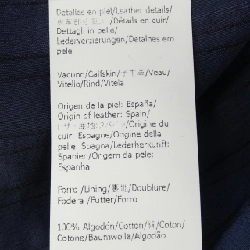 Detalles en piel/Leather details/
/Détails en cuir/
Dettagli in pelle/
Lederverzierungen/Detalhes em
pele
Vacuno/Calfskin/ /Veau/
Vitello/Rind/Vitela
Origen de la piel: España/
Origin of leather: Spain/
/Origine du
cuir: Espagne/Origine della
pelle: Spagna/Lederherkunft:
Spanien/Origem da pele:
Espanha
Forro/Lining/裏地/Doublure/
Fodera/Futter/Forro
100% Algodón/Cotton/綿/Coton/
Cotone/Baumwolle/Algodão